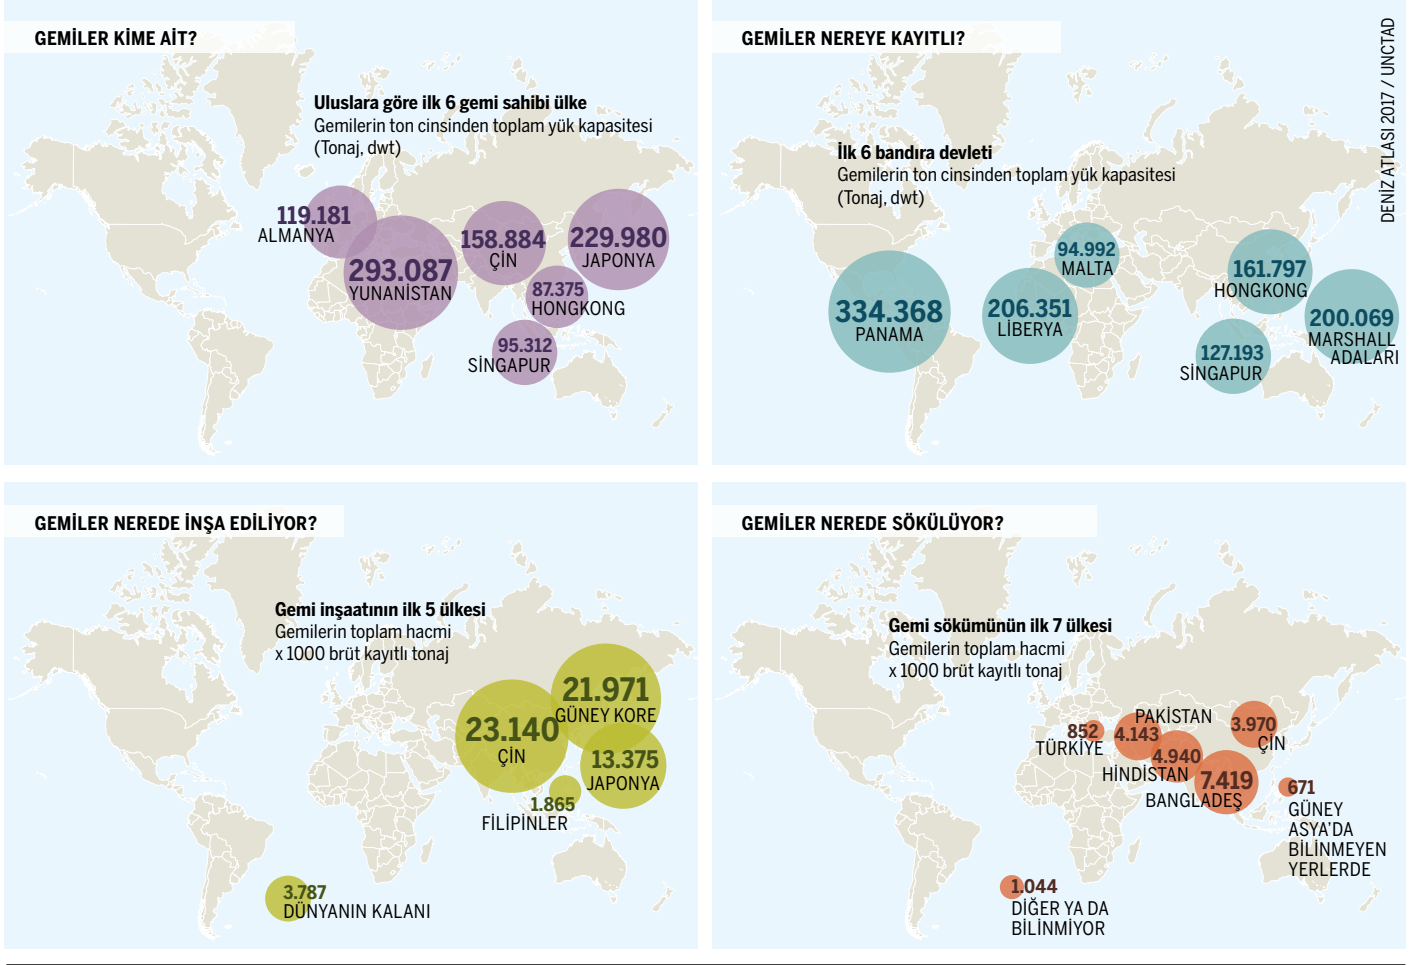 GEMİLER KİME AİT?
Uluslara göre ilk 6 gemi sahibi ülke
Gemilerin ton cinsinden toplam yük kapasitesi
(Tonaj, dwt)
119.181
ALMANYA
293.087
YUNANİSTAN
158.884
ÇİN
229.980
JAPONYA
87.375
HONGKONG
95.312
SİNGAPUR
GEMİLER NEREYE KAYITLI?
İlk 6 bandıra devleti
Gemilerin ton cinsinden toplam yük kapasitesi
(Tonaj, dwt)
334.368
PANAMA
206.351
LİBERYA
94.992
MALTA
161.797
HONGKONG
200.069
MARSHALL
ADALARI
127.193
SİNGAPUR
DENİZ ATLASI 2017 / UNCTAD
GEMİLER NEREDE İNŞA EDİLİYOR?
Gemi inşaatının ilk 5 ülkesi
Gemilerin toplam hacmi
x 1000 brüt kayıtlı tonaj
21.971
GÜNEY KORE
23.140
ÇİN
13.375
JAPONYA
1.865
FİLİPİNLER
3.787
DÜNYANIN KALANI
GEMİLER NEREDE SÖKÜLÜYOR?
Gemi sökümünün ilk 7 ülkesi
Gemilerin toplam hacmi
x 1000 brüt kayıtlı tonaj
852
TÜRKİYE
PAKİSTAN
4.143
4.940
HİNDİSTAN
7.419
BANGLADEŞ
3.970
ÇİN
671
GÜNEY
ASYA'DA
BİLİNMEYEN
YERLERDE
1.044
DİĞER YA DA
BİLİNMİYOR